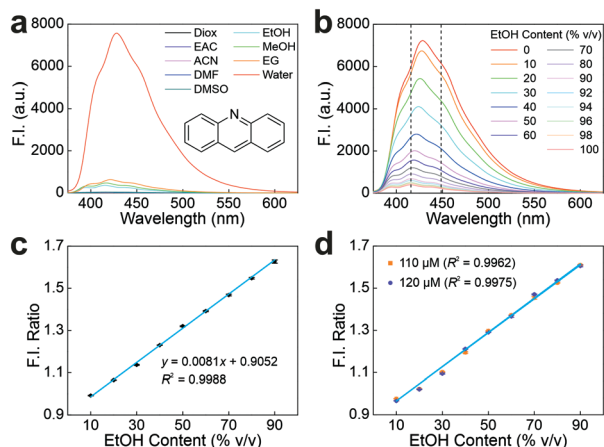 a
8000
6000
4000
2000
0
F.I. (a.u.)
400 450 500 550 600
Wavelength (nm)
Diox
EAC
ACN
DMF
DMSO
EtOH
MeOH
EG
Water
N
b
8000
6000
4000
2000
0
F.I. (a.u.)
400 450 500 550 600
Wavelength (nm)
EtOH Content (% v/v)
0 70
10 80
20 90
30 92
40 94
50 96
60 98
100
c
1.7
1.5
1.3
1.1
0.9
F.I. Ratio
10 20 30 40 50 60 70 80 90
EtOH Content (% v/v)
y = 0.0081x + 0.9052
R² = 0.9988
d
1.7
1.5
1.3
1.1
0.9
F.I. Ratio
10 20 30 40 50 60 70 80 90
EtOH Content (% v/v)
110 μM (R² = 0.9962)
120 μM (R² = 0.9975)